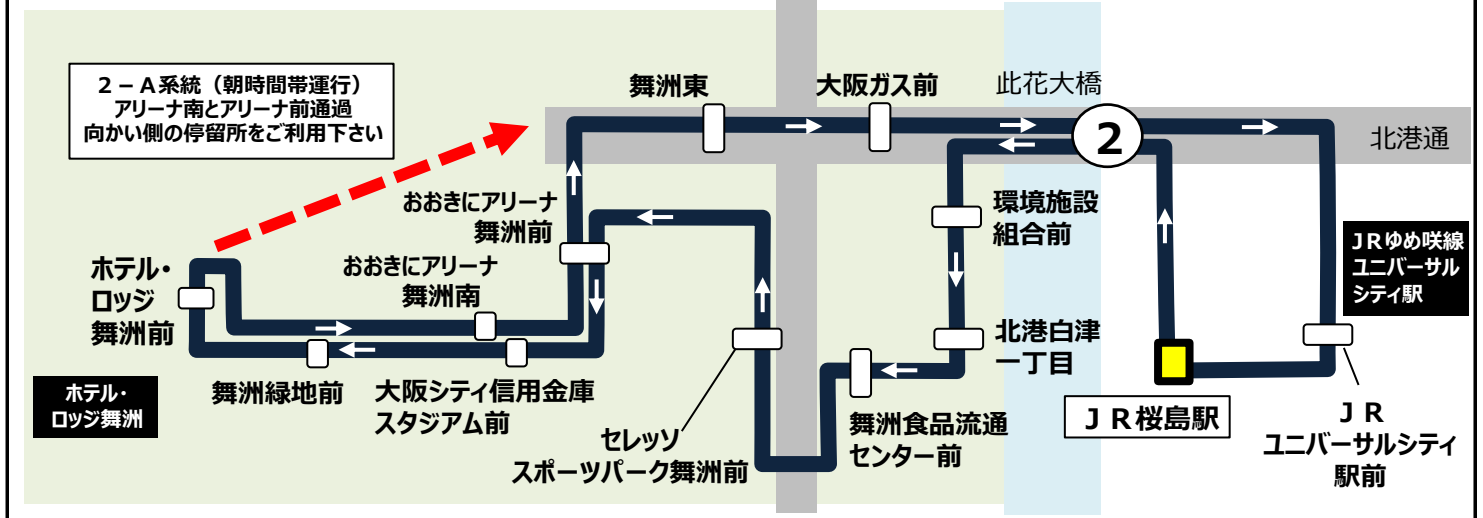 ２－Ａ系統（朝時間帯運行）
アリーナ南とアリーナ前通過
向かい側の停留所をご利用下さい
舞洲東
大阪ガス前
此花大橋
2
北港通
おおきにアリーナ
舞洲前
環境施設
組合前
ＪＲゆめ咲線
ユニバーサル
シティ駅
ホテル・
ロッジ
舞洲前
おおきにアリーナ
舞洲南
北港白津
一丁目
ホテル・
ロッジ舞洲
舞洲緑地前
大阪シティ信用金庫
スタジアム前
セレッソ
スポーツパーク舞洲前
舞洲食品流通
センター前
ＪＲ桜島駅
ＪＲ
ユニバーサルシティ
駅前